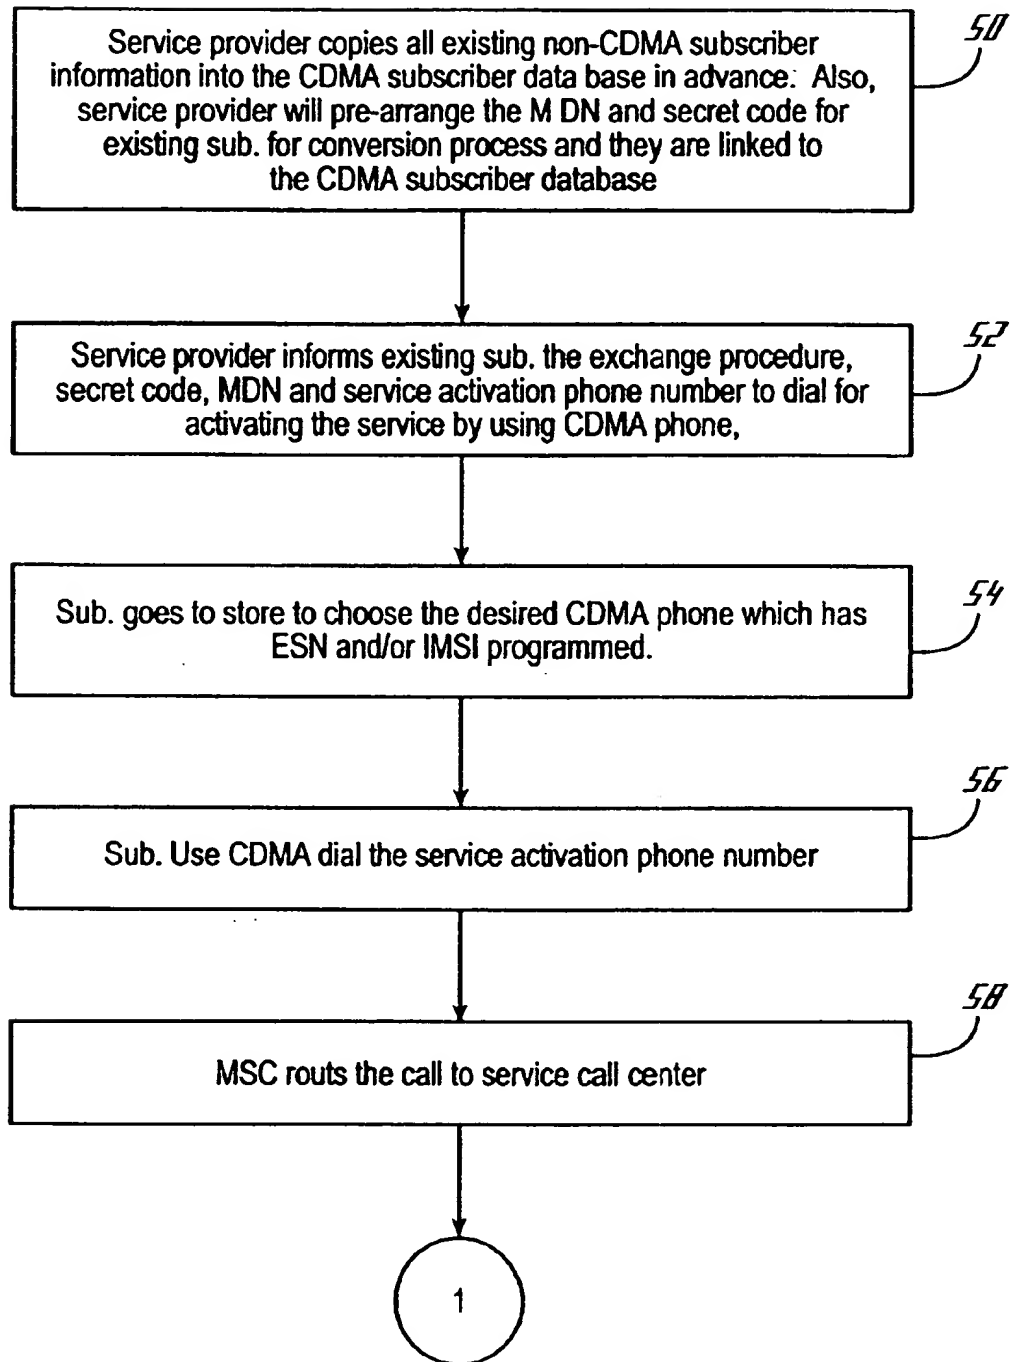 50
Service provider copies all existing non-CDMA subscriber
information into the CDMA subscriber data base in advance. Also,
service provider will pre-arrange the M DN and secret code for
existing sub. for conversion process and they are linked to
the CDMA subscriber database
52
Service provider informs existing sub. the exchange procedure,
secret code, MDN and service activation phone number to dial for
activating the service by using CDMA phone,
54
Sub. goes to store to choose the desired CDMA phone which has
ESN and/or IMSI programmed.
56
Sub. Use CDMA dial the service activation phone number
58
MSC routs the call to service call center
1